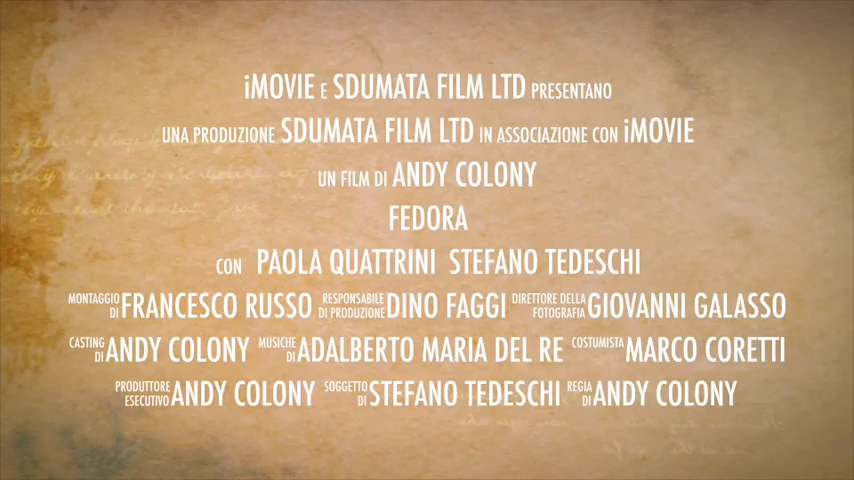 iMOVIE E SDUMATA FILM LTD PRESENTANO
UNA PRODUZIONE SDUMATA FILM LTD IN ASSOCIAZIONE CON iMOVIE
UN FILM DI ANDY COLONY
FEDORA
CON PAOLA QUATTRINI STEFANO TEDESCHI
MONTAGGIO DI FRANCESCO RUSSO RESPONSABILE DI PRODUZIONE DINO FAGGI DIRETTORE DELLA FOTOGRAFIA GIOVANNI GALASSO
CASTING DI ANDY COLONY MUSICHE DI ADALBERTO MARIA DEL RE COSTUMISTA MARCO CORETTI
PRODUTTORE ESECUTIVO ANDY COLONY SOGGETTO DI STEFANO TEDESCHI REGIA DI ANDY COLONY